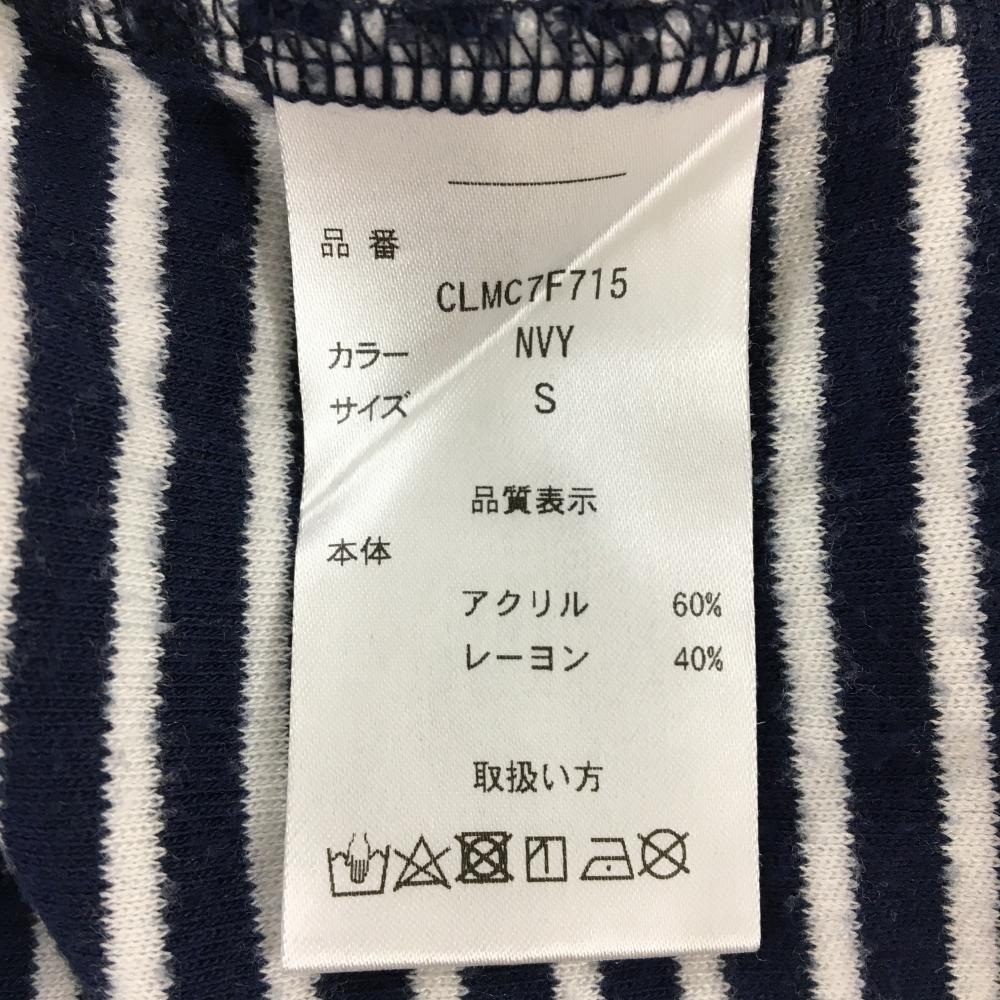 品番
CLMC7F715
カラー NVY
サイズ S
品質表示
本体
アクリル 60%
レーヨン 40%
取扱い方